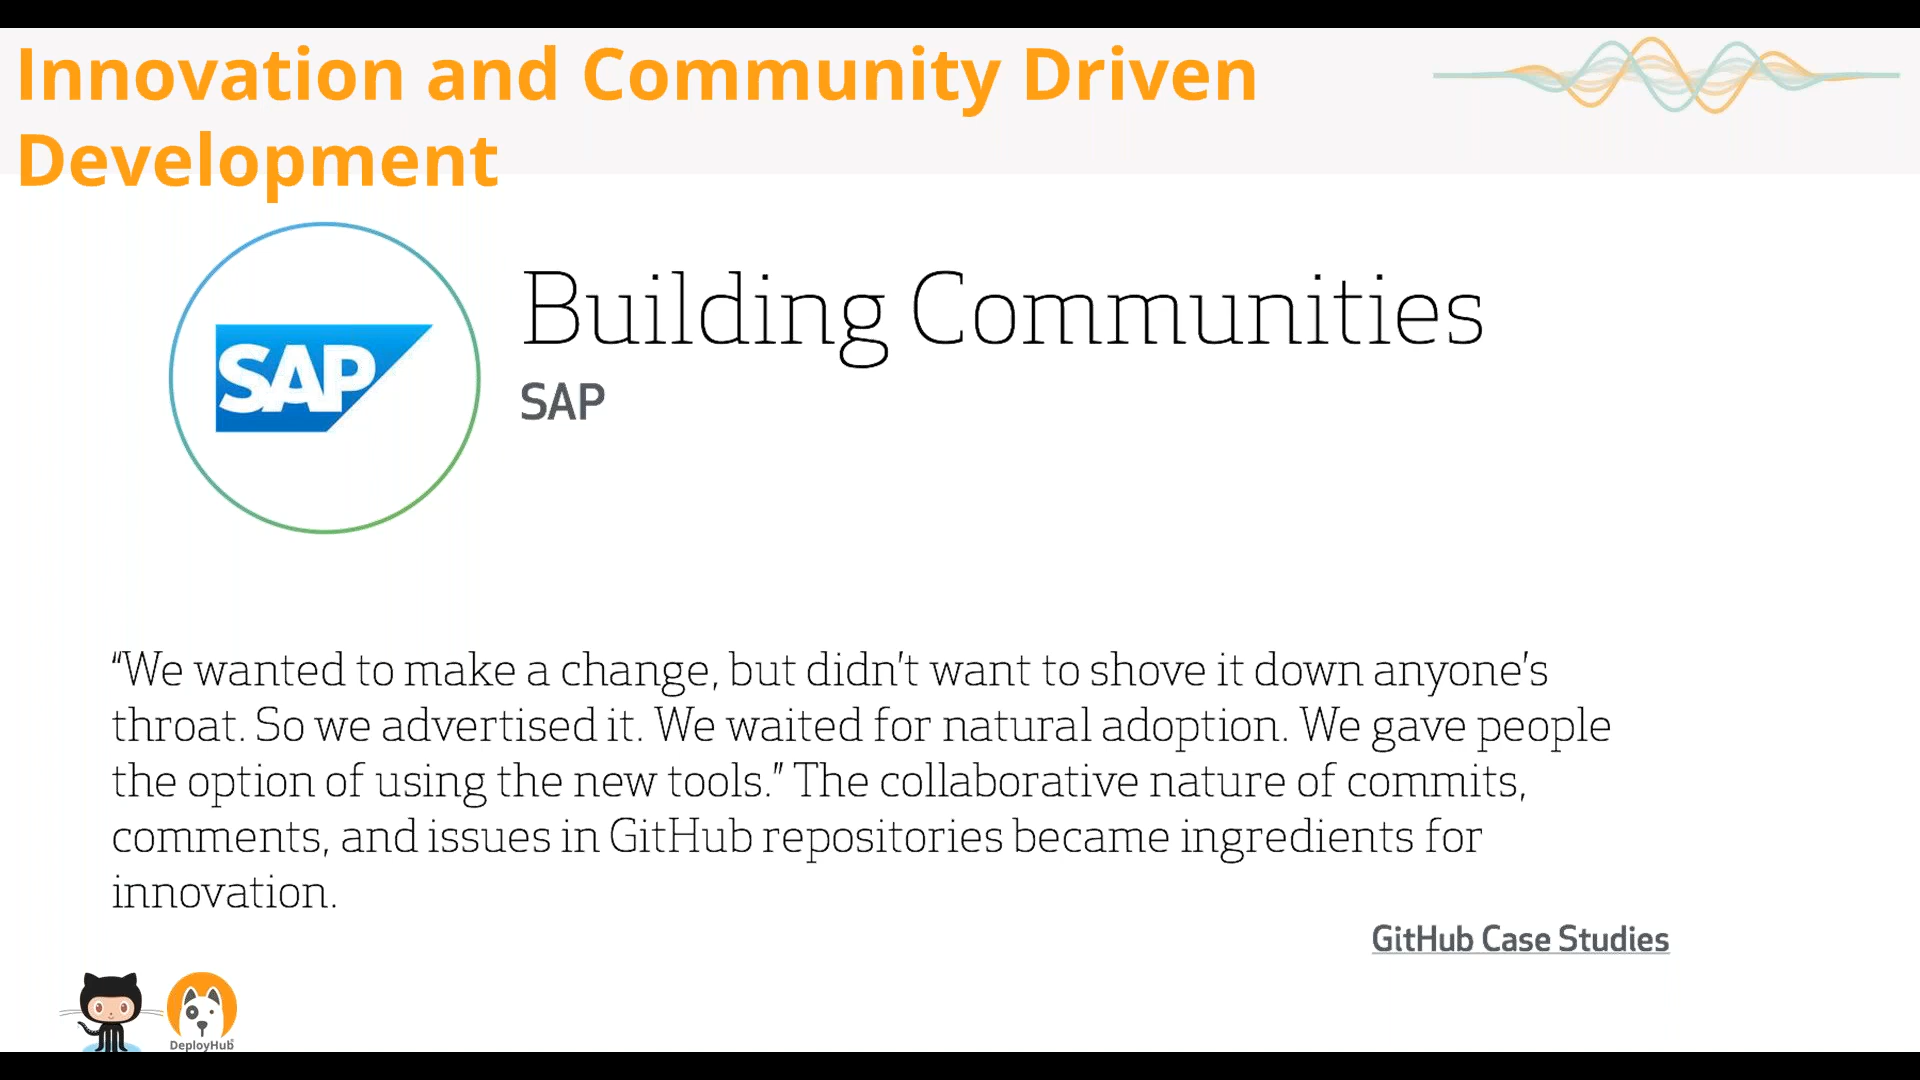 Innovation and Community Driven
Development
SAP
Building Communities
SAP
“We wanted to make a change, but didn’t want to shove it down anyone’s
throat. So we advertised it. We waited for natural adoption. We gave people
the option of using the new tools.” The collaborative nature of commits,
comments, and issues in GitHub repositories became ingredients for
innovation.
GitHub Case Studies
DeployHub